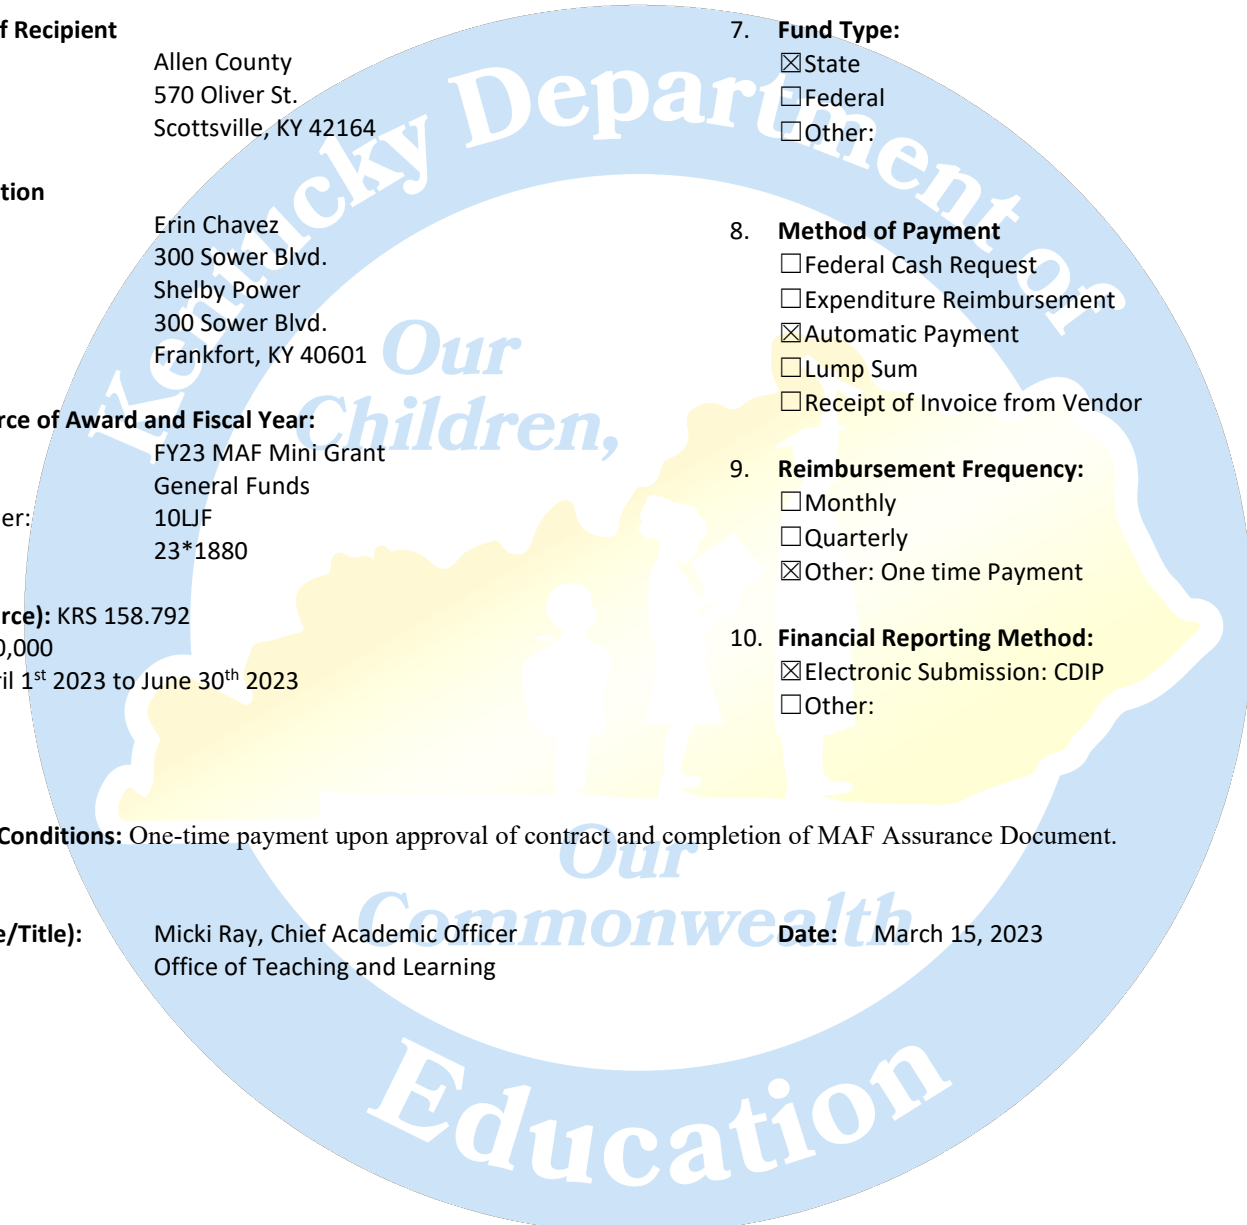 f Recipient
Allen County
570 Oliver St.
Scottsville, KY 42164
tion
Erin Chavez
300 Sower Blvd.
Shelby Power
300 Sower Blvd.
Frankfort, KY 40601
rce of Award and Fiscal Year:
FY23 MAF Mini Grant
General Funds
er: 10LJF
23*1880
rce): KRS 158.792
0,000
ril 1st 2023 to June 30th 2023
7. Fund Type:
☒State
☐Federal
☐Other:
8. Method of Payment
☐Federal Cash Request
☐Expenditure Reimbursement
☒Automatic Payment
☐Lump Sum
☐Receipt of Invoice from Vendor
9. Reimbursement Frequency:
☐Monthly
☐Quarterly
☒Other: One time Payment
10. Financial Reporting Method:
☒Electronic Submission: CDIP
☐Other:
Conditions: One-time payment upon approval of contract and completion of MAF Assurance Document.
e/Title): Micki Ray, Chief Academic Officer Date: March 15, 2023
Office of Teaching and Learning
Kentucky Department of
Education
Our
Children,
Our
Commonwealth